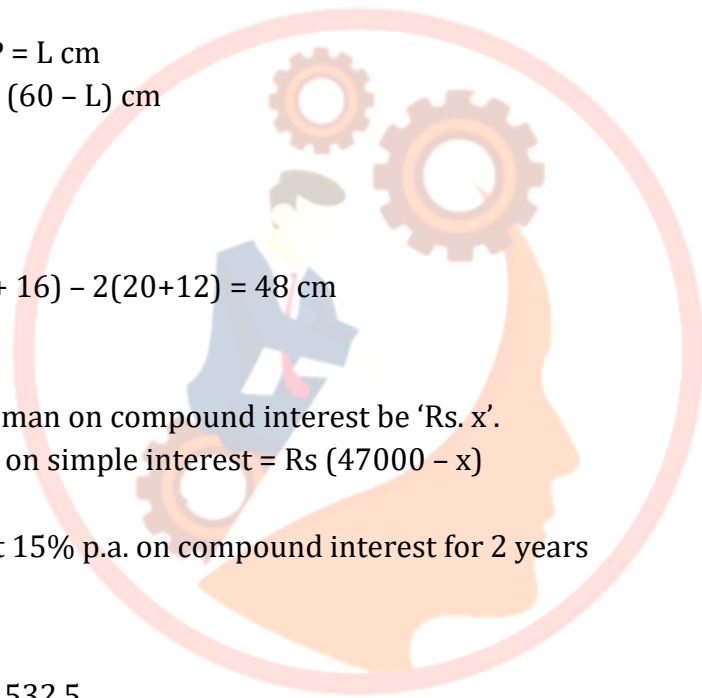 = L cm
(60 – L) cm
+ 16) – 2(20+12) = 48 cm
man on compound interest be ‘Rs. x’.
on simple interest = Rs (47000 – x)
15% p.a. on compound interest for 2 years
532.5